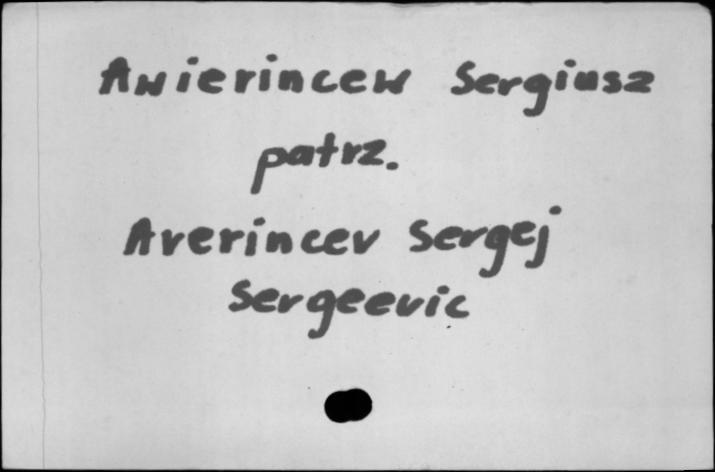 Awierincew Sergiusz
patrz.
Averincev Sergej
Sergeevic